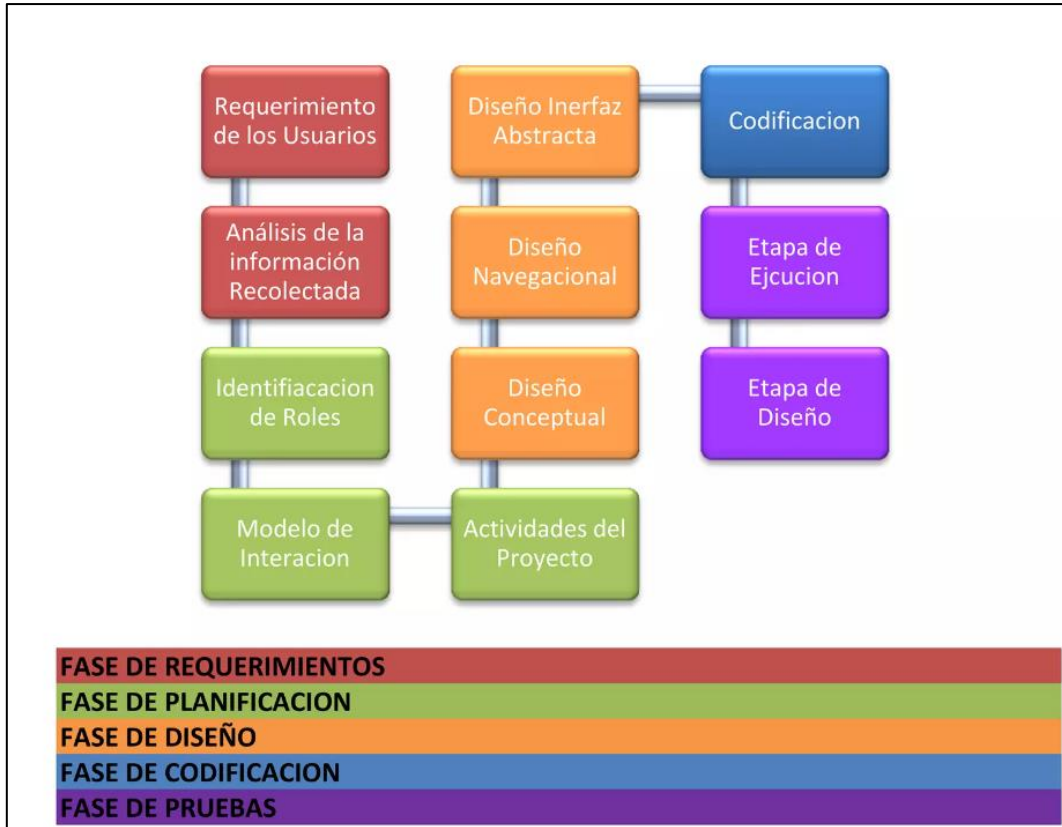 Requerimiento
de los Usuarios
Análisis de la
información
Recolectada
Identifiacacion
de Roles
Modelo de
Interacion
Actividades del
Proyecto
Diseño
Conceptual
Diseño
Navegacional
Diseño Inerfaz
Abstracta
Codificacion
Etapa de
Ejcucion
Etapa de
Diseño
FASE DE REQUERIMIENTOS
FASE DE PLANIFICACION
FASE DE DISEÑO
FASE DE CODIFICACION
FASE DE PRUEBAS